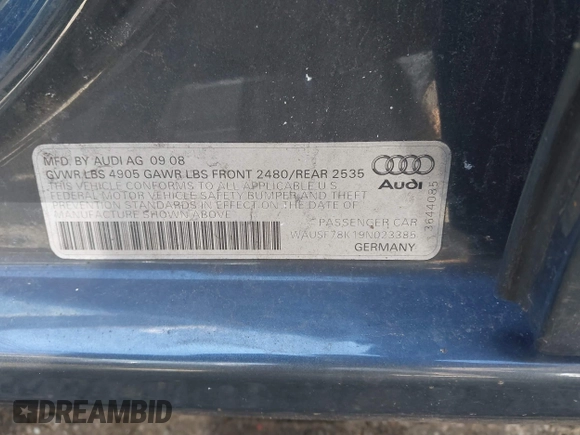 MFD. BY AUDI AG 09 08
GVWR LBS 4905 GAWR LBS FRONT 2480/REAR 2535
THIS VEHICLE CONFORMS TO ALL APPLICABLE U S
FEDERAL MOTOR VEHICLE SAFETY BUMPER AND THEFT
PREVENTION STANDARDS IN EFFECT ON THE DATE OF
MANUFACTURE SHOWN ABOVE.
Audi
3644085
PASSENGER CAR
WAUSF78K19N023385
GERMANY
DREAMBID